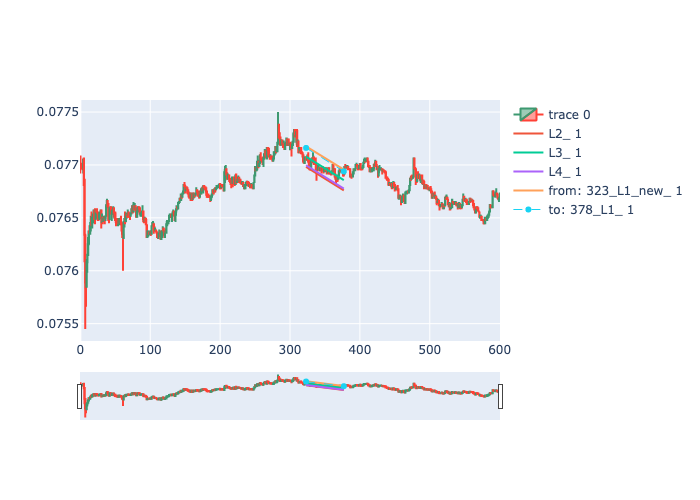 0.0775
0.077
0.0765
0.076
0.0755
0 100 200 300 400 500 600
trace 0
L2_ 1
L3_ 1
L4_ 1
from: 323_L1_new_ 1
to: 378_L1_ 1